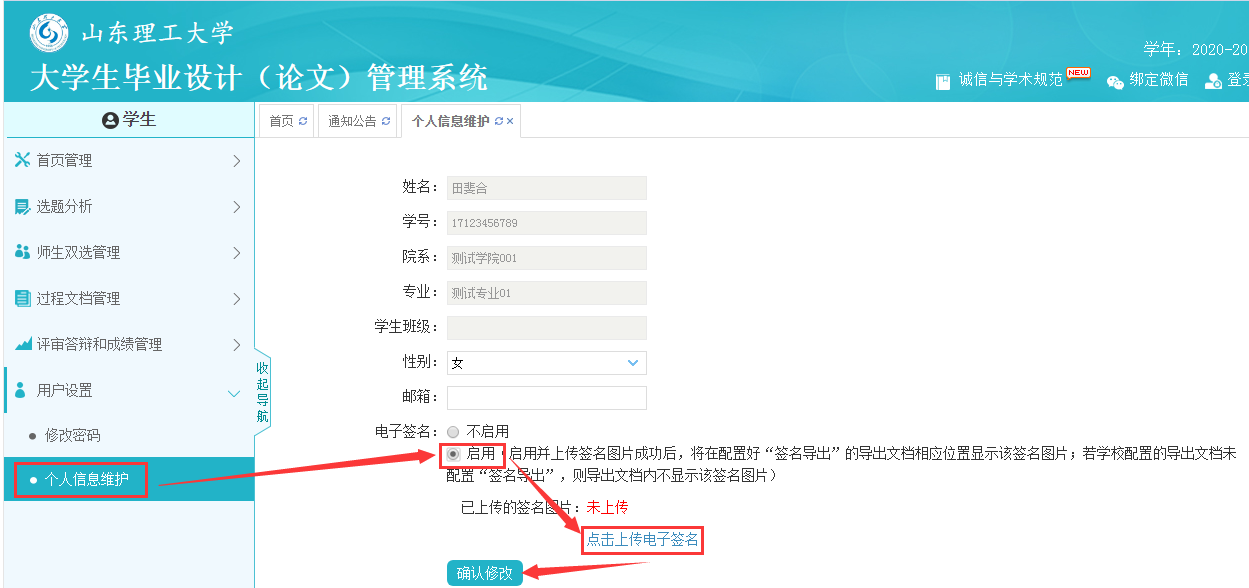 山东理工大学
大学生毕业设计（论文）管理系统
学年：2020-20
诚信与学术规范 NEW 绑定微信 登录
学生
首页 通知公告 个人信息维护
首页管理
选题分析
师生双选管理
过程文档管理
评审答辩和成绩管理
用户设置
修改密码
个人信息维护
收起导航
姓名： 田斐合
学号： 17123456789
院系： 测试学院001
专业： 测试专业01
学生班级：
性别： 女
邮箱：
电子签名： 不启用
启用（启用并上传签名图片成功后，将在配置好“签名导出”的导出文档相应位置显示该签名图片；若学校配置的导出文档未
配置“签名导出”，则导出文档内不显示该签名图片）
已上传的签名图片：未上传
点击上传电子签名
确认修改